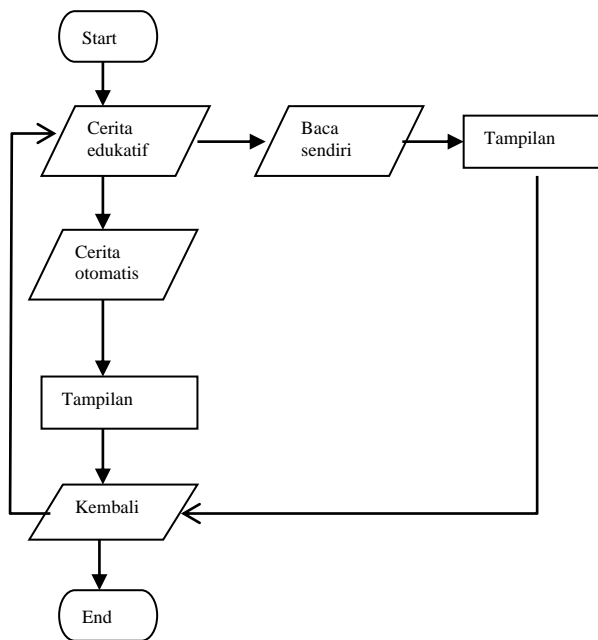 Start
Cerita
edukatif
Baca
sendiri
Tampilan
Cerita
otomatis
Tampilan
Kembali
End